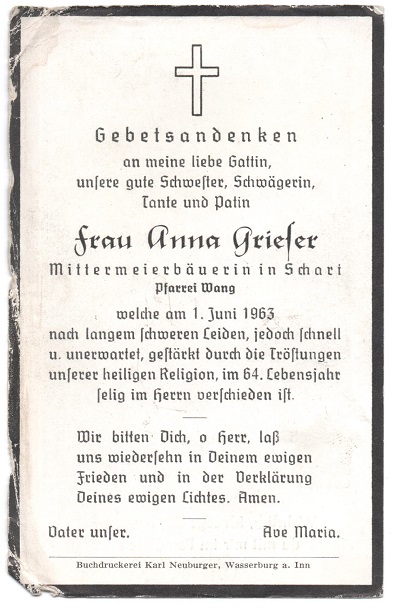 Gebetsandenken
an meine liebe Gattin,
unsere gute Schwester, Schwägerin,
Tante und Patin
Frau Anna Grieser
Mittermeierbäuerin in Schart
Pfarrei Wang
welche am 1. Juni 1963
nach langem schweren Leiden, jedoch schnell
u. unerwartet, gestärkt durch die Tröstungen
unserer heiligen Religion, im 64. Lebensjahr
selig im Herrn verschieden ist.
Wir bitten Dich, o Herr, laß
uns wiedersehn in Deinem ewigen
Frieden und in der Verklärung
Deines ewigen Lichtes. Amen.
Vater unser. Ave Maria.
Buchdruckerei Karl Neuburger, Wasserburg a. Inn